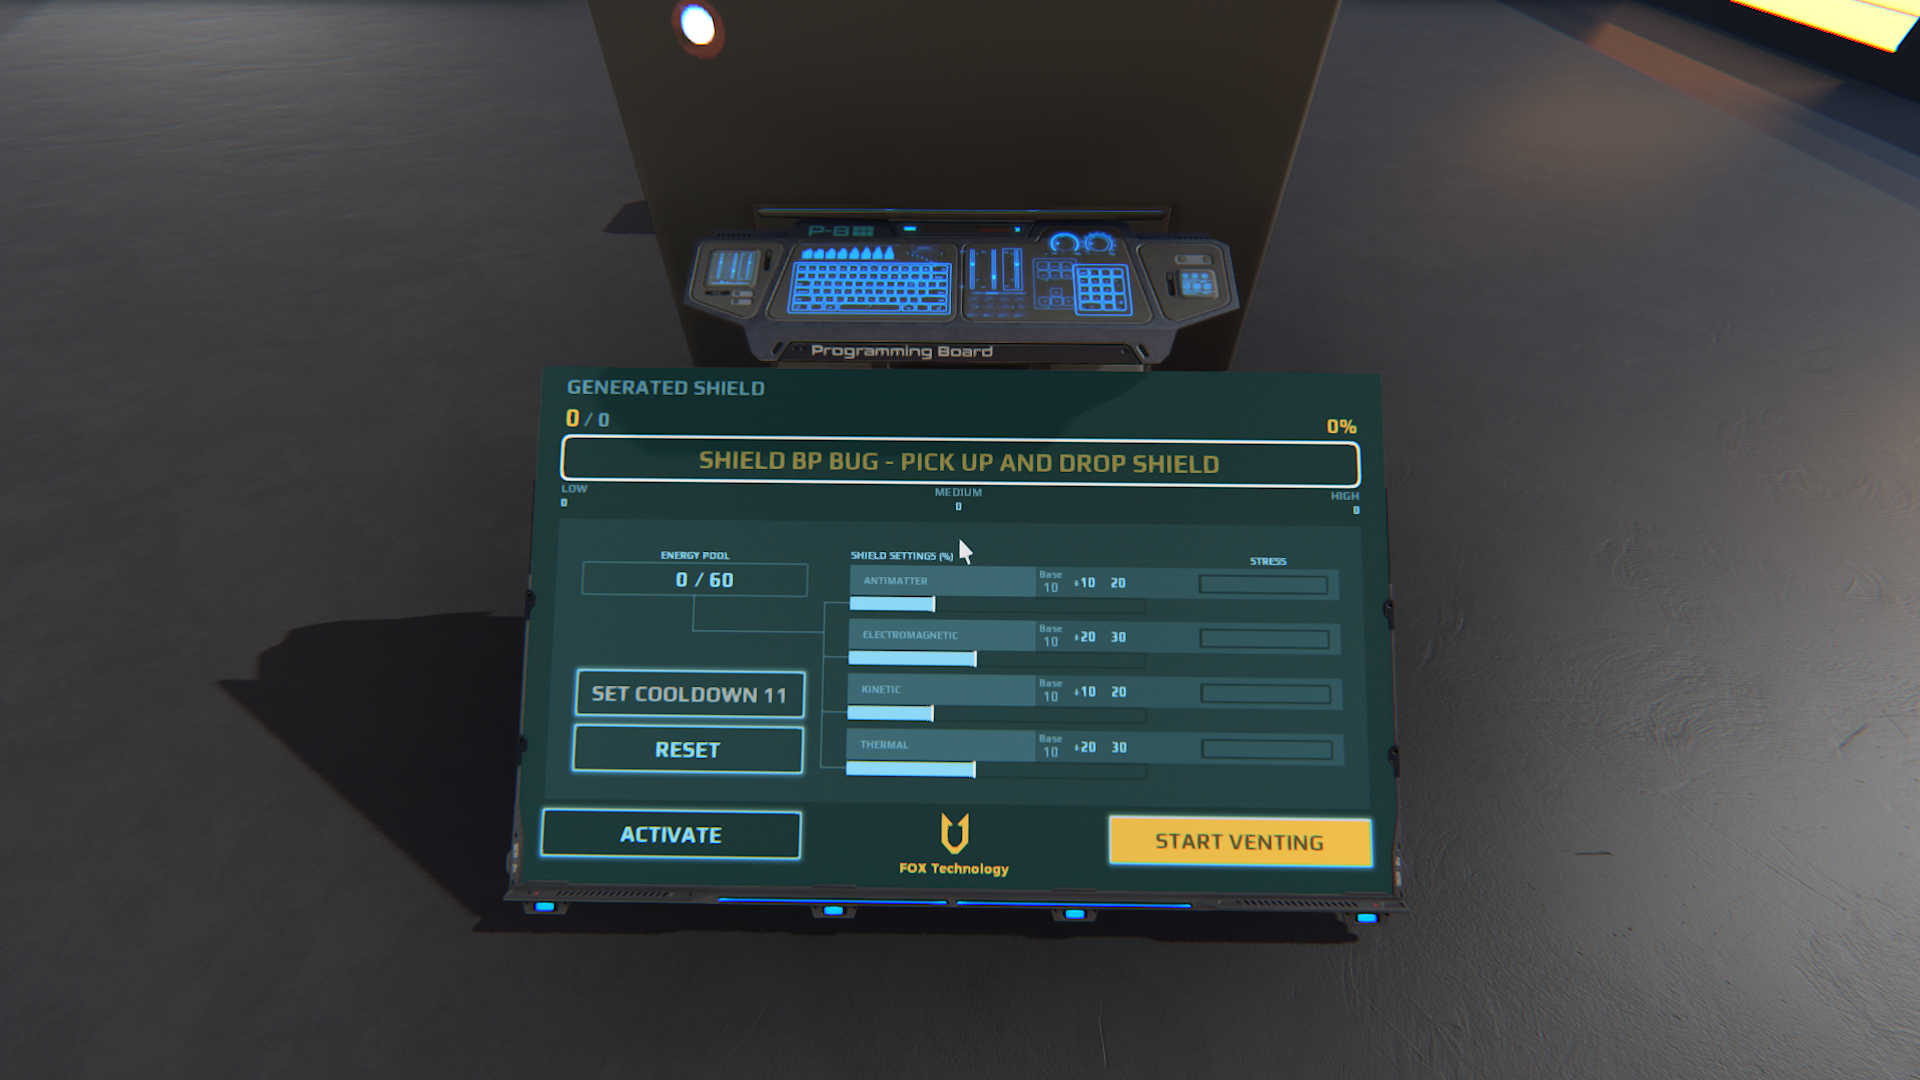 P-8
Programming Board
GENERATED SHIELD
0 / 0
0%
SHIELD BP BUG - PICK UP AND DROP SHIELD
LOW
0
MEDIUM
0
HIGH
0
ENERGY POOL
0 / 60
SHIELD SETTINGS (%)
STRESS
ANTIMATTER
Base
10
+10 20
ELECTROMAGNETIC
Base
10
+20 30
KINETIC
Base
10
+10 20
THERMAL
Base
10
+20 30
SET COOLDOWN 11
RESET
ACTIVATE
FOX Technology
START VENTING